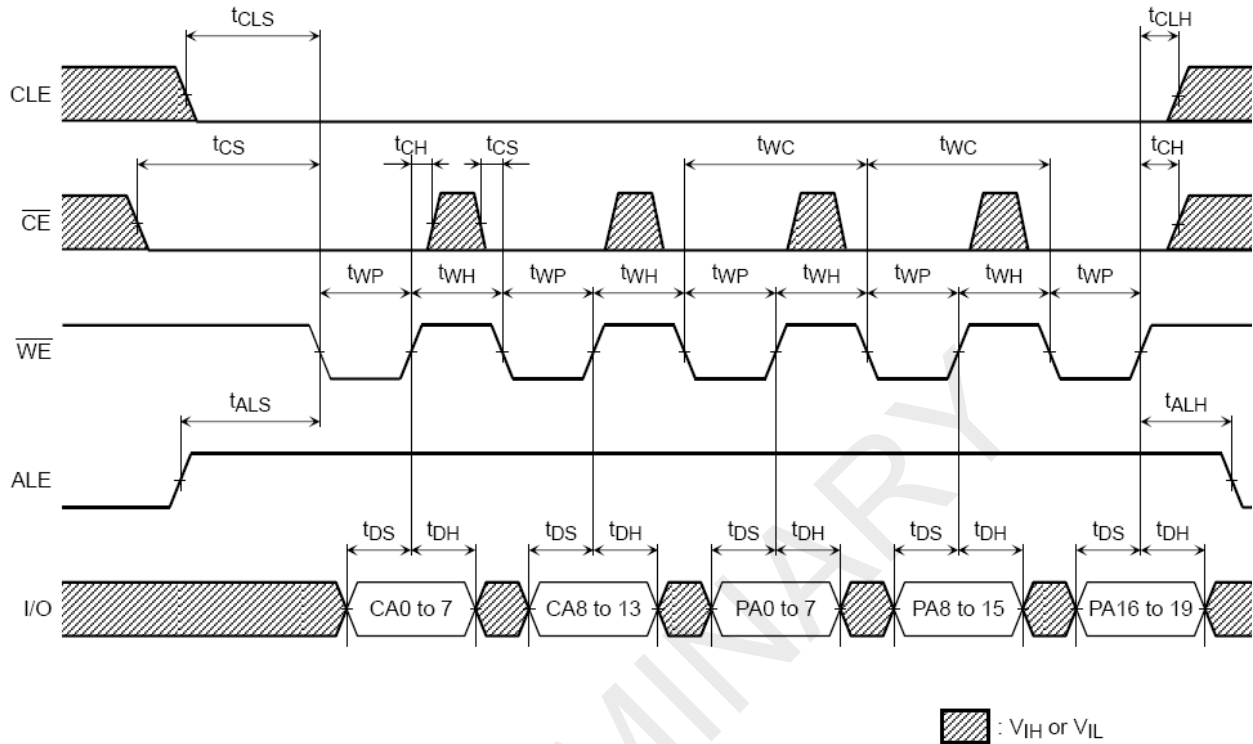 tCLS tCLH
CLE
tCS tCH tCS tWC tWC tCH
CE
tWP tWH tWP tWH tWP tWH tWP tWH tWP
WE
tALS tALH
ALE
tDS tDH tDS tDH tDS tDH tDS tDH tDS tDH
I/O CA0 to 7 CA8 to 13 PA0 to 7 PA8 to 15 PA16 to 19
: VIH or VIL
MINARY